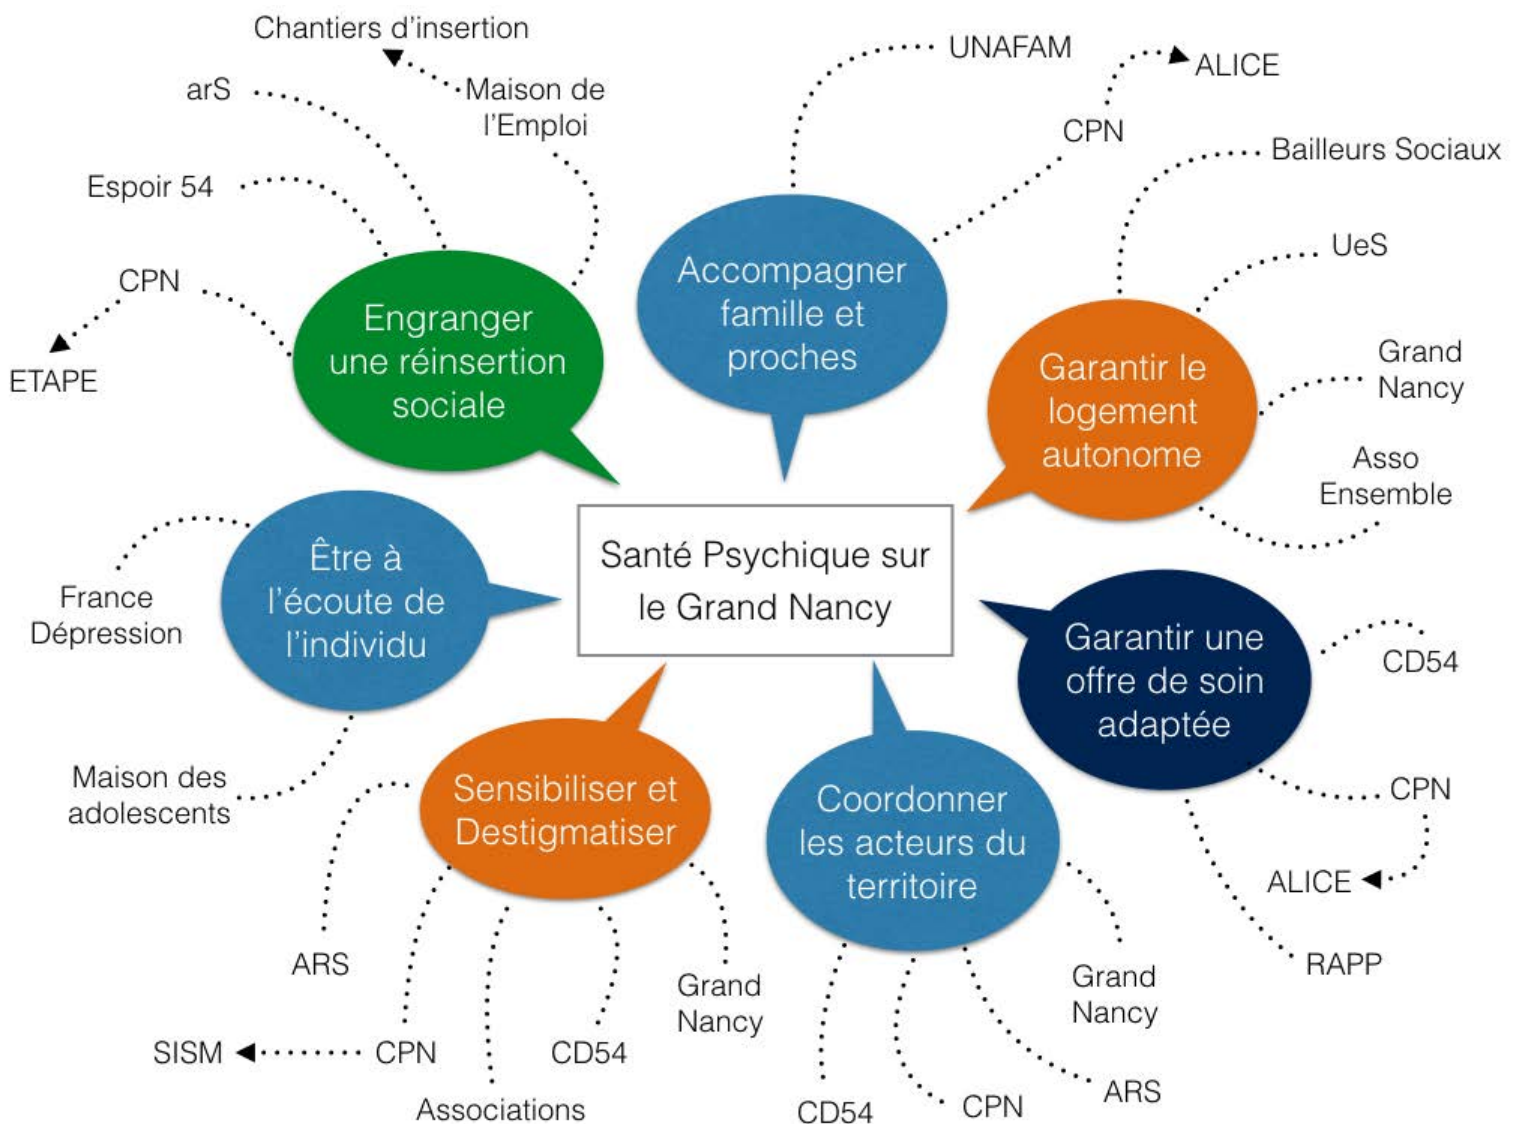 Chantiers d'insertion
arS
Maison de
l'Emploi
Espoir 54
CPN
ETAPE
Engranger
une réinsertion
sociale
UNAFAM
CPN
ALICE
Accompagner
famille et
proches
Bailleurs Sociaux
UeS
Grand
Nancy
Asso
Ensemble
Garantir le
logement
autonome
Santé Psychique sur
le Grand Nancy
Être à
l'écoute de
l'individu
France
Dépression
Maison des
adolescents
Garantir une
offre de soin
adaptée
CD54
CPN
ALICE
RAPP
Sensibiliser et
Destigmatiser
ARS
SISM
CPN
Associations
CD54
Grand
Nancy
Coordonner
les acteurs du
territoire
CD54
CPN
ARS
Grand
Nancy